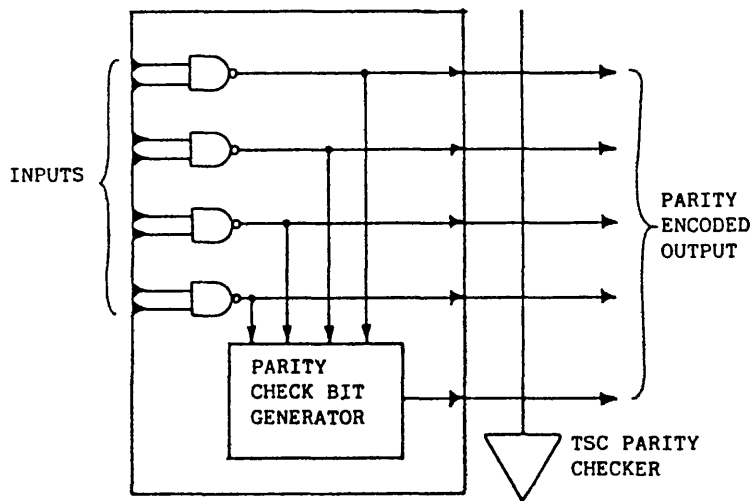 INPUTS
PARITY
CHECK BIT
GENERATOR
PARITY
ENCODED
OUTPUT
TSC PARITY
CHECKER